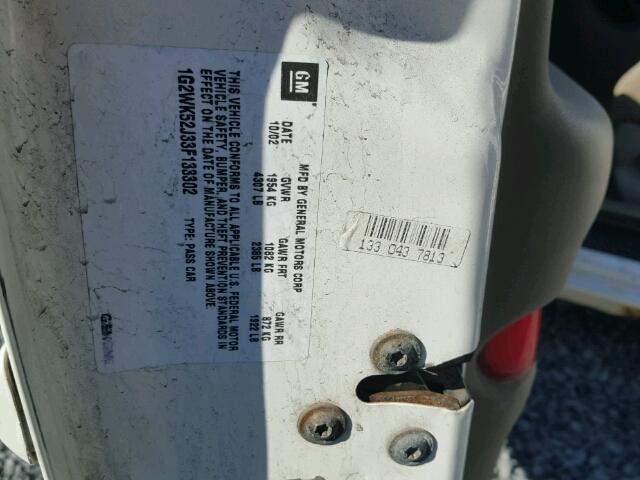 GM
MFD BY GENERAL MOTORS CORP
DATE GVWR GAWR FRT GAWR RR
10/02 1954 KG 1082 KG 872 KG
4307 LB 2385 LB 1922 LB
THIS VEHICLE CONFORMS TO ALL APPLICABLE U.S. FEDERAL MOTOR
VEHICLE SAFETY, BUMPER, AND THEFT PREVENTION STANDARDS IN
EFFECT ON THE DATE OF MANUFACTURE SHOWN ABOVE.
1G2WK52J33F133302 TYPE: PASS CAR
133 043 7813